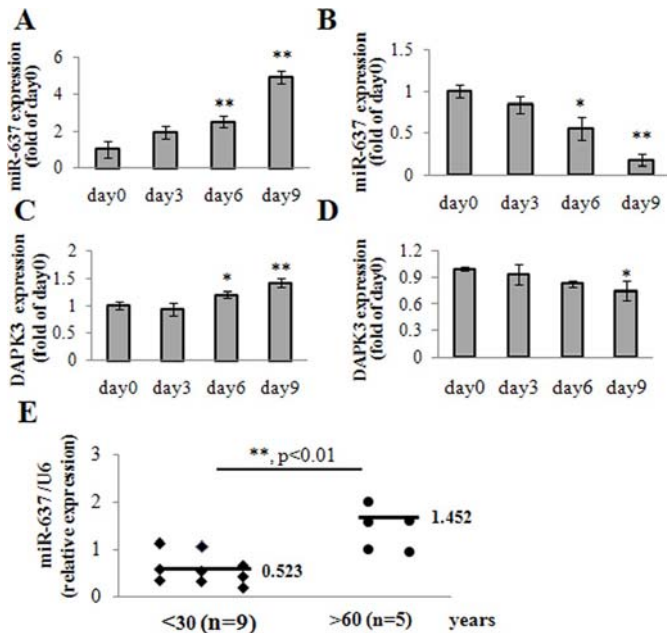 A
miR-637 expression
(fold of day0)
6
4
2
0
**
**
day0 day3 day6 day9
B
miR-637 expression
(fold of day0)
1.5
1
0.5
0
*
**
day0 day3 day6 day9
C
DAPK3 expression
(fold of day0)
2
1.5
1
0.5
0
*
**
day0 day3 day6 day9
D
DAPK3 expression
(fold of day0)
1.2
0.9
0.6
0.3
0
*
day0 day3 day6 day9
E
miR-637/U6
(relative expression)
3
2
1
0
**, p<0.01
0.523
1.452
<30 (n=9) >60 (n=5) years